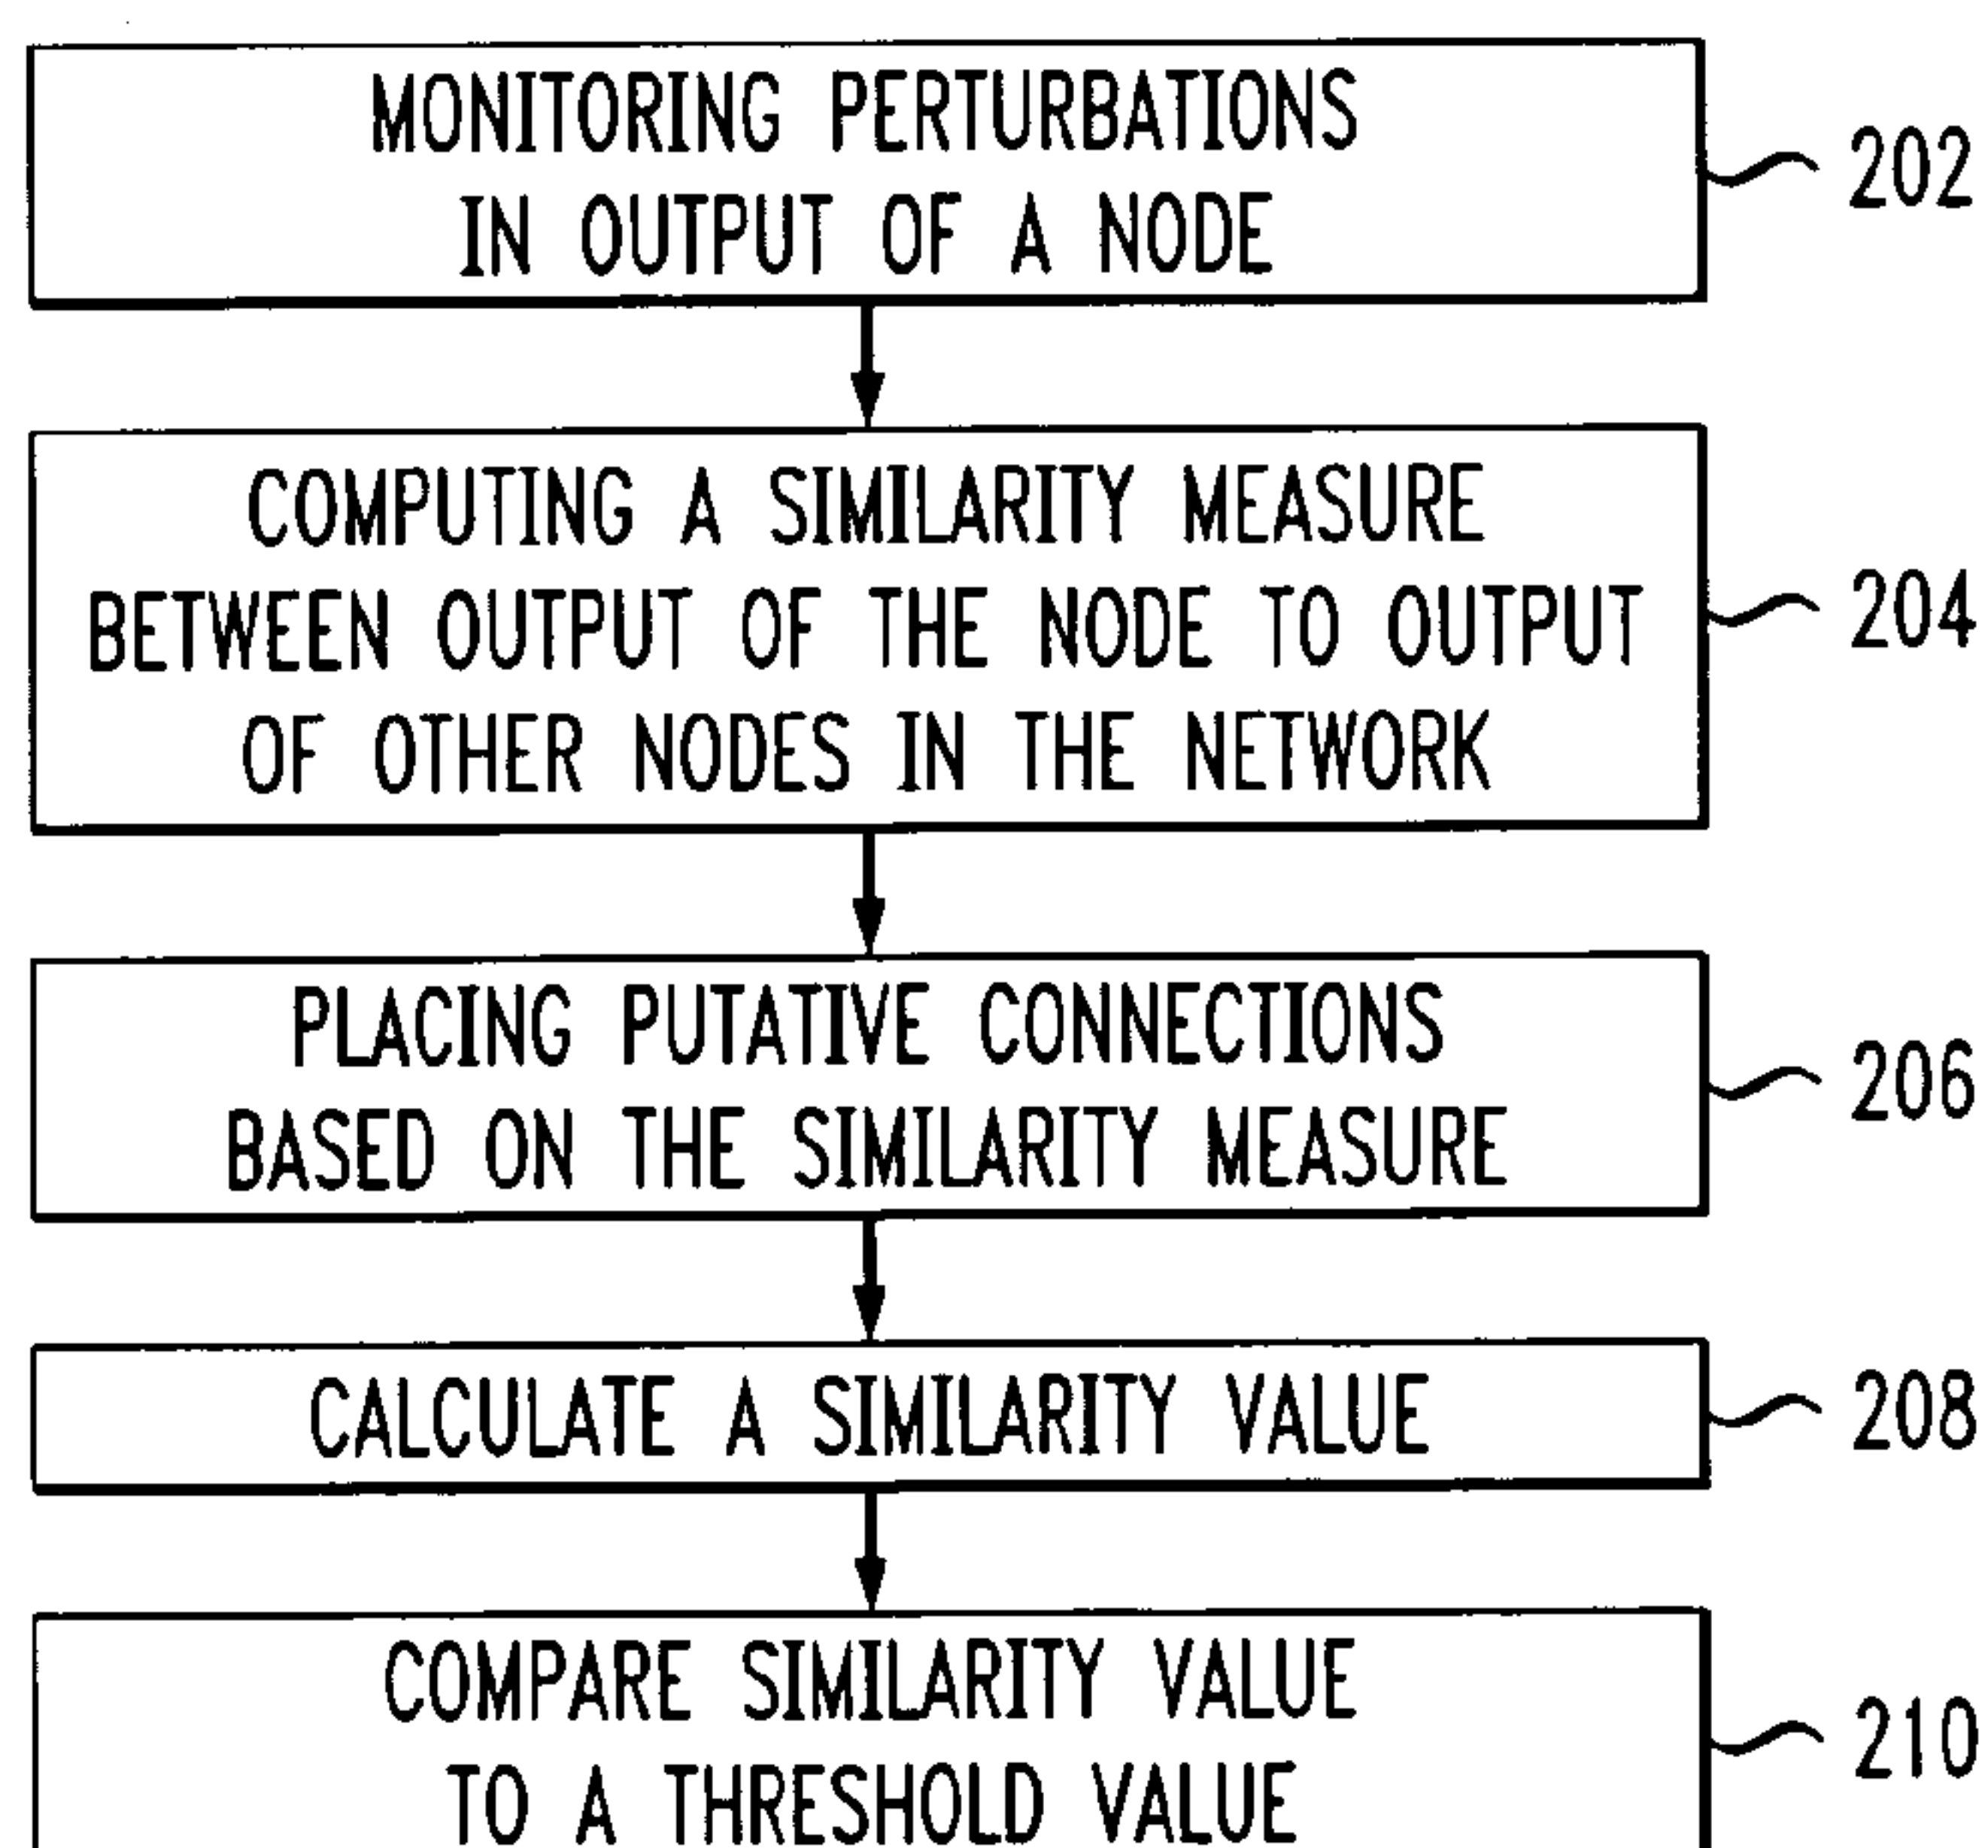 MONITORING PERTURBATIONS
IN OUTPUT OF A NODE
202
COMPUTING A SIMILARITY MEASURE
BETWEEN OUTPUT OF THE NODE TO OUTPUT
OF OTHER NODES IN THE NETWORK
204
PLACING PUTATIVE CONNECTIONS
BASED ON THE SIMILARITY MEASURE
206
CALCULATE A SIMILARITY VALUE
208
COMPARE SIMILARITY VALUE
TO A THRESHOLD VALUE
210